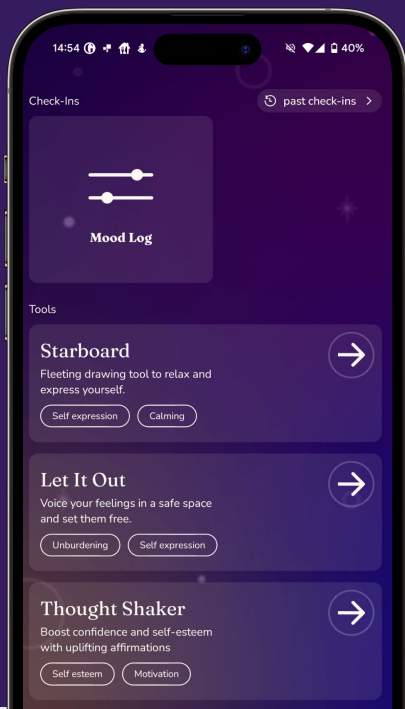 14:54 40%
Check-Ins
past check-ins
Mood Log
Tools
Starboard
Fleeting drawing tool to relax and
express yourself.
Self expression Calming
Let It Out
Voice your feelings in a safe space
and set them free.
Unburdening Self expression
Thought Shaker
Boost confidence and self-esteem
with uplifting affirmations
Self esteem Motivation